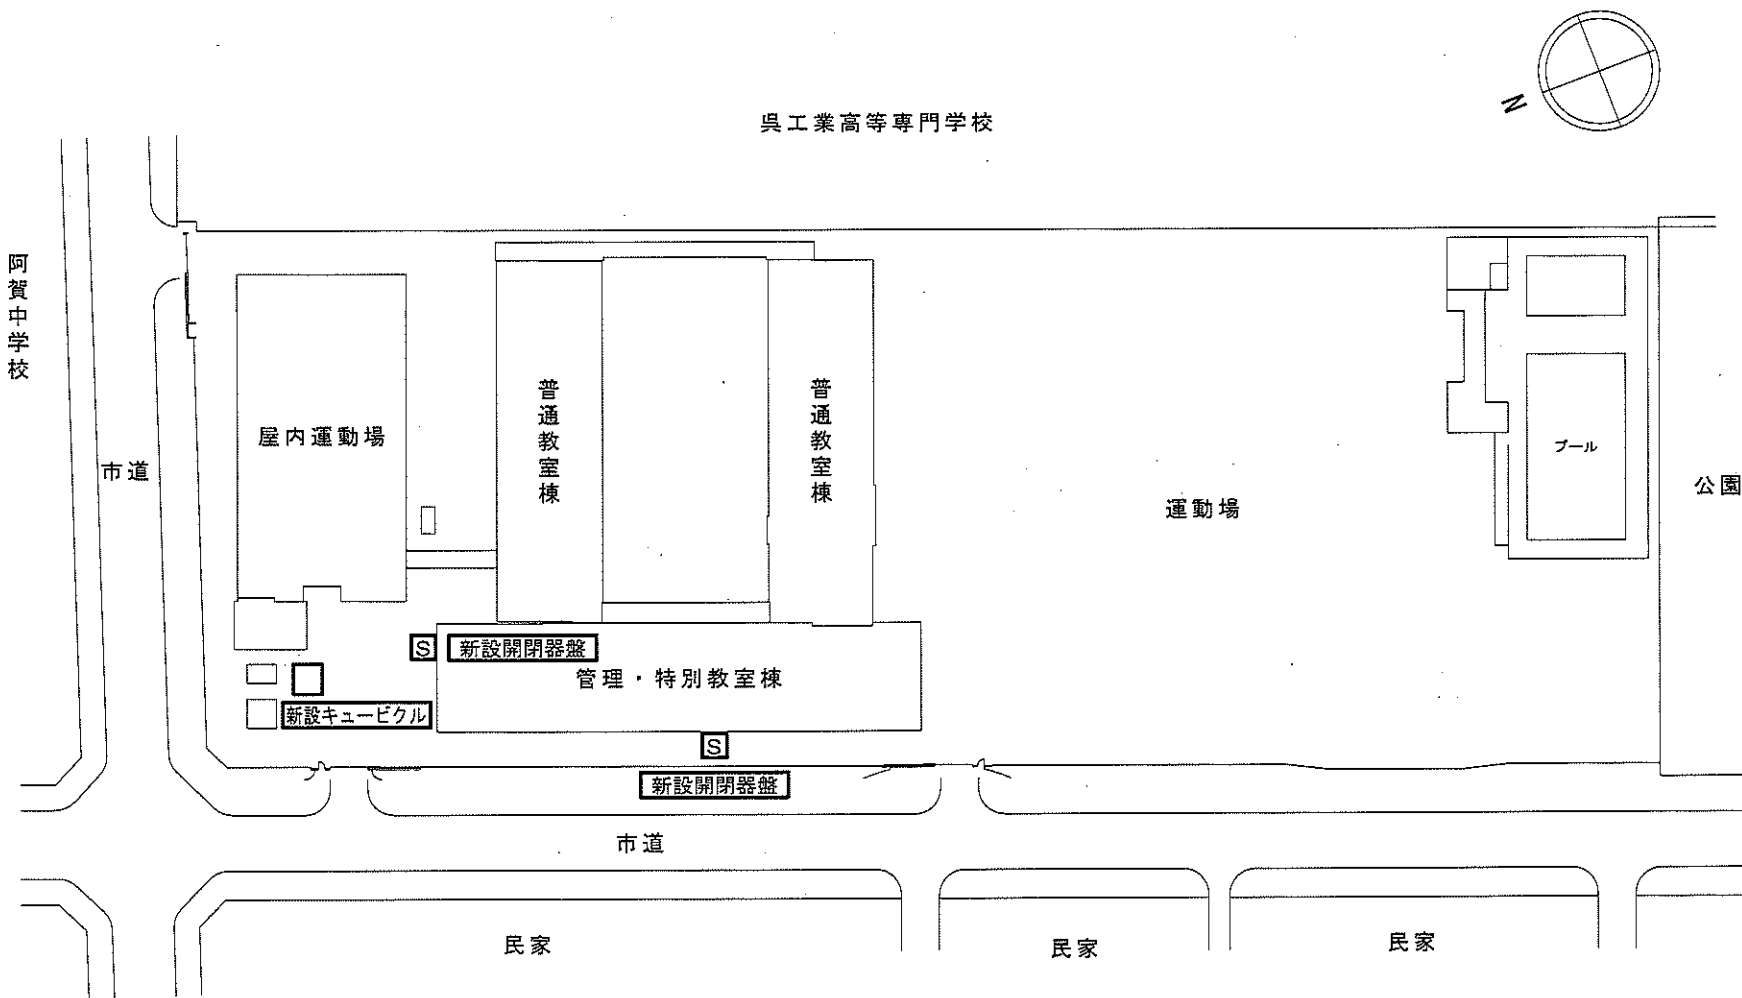 N
呉工業高等専門学校
阿賀中学校
屋内運動場
普通教室棟
普通教室棟
プール
市道
運動場
公園
S
新設開閉器盤
管理・特別教室棟
新設キュービクル
S
新設開閉器盤
市道
民家
民家
民家